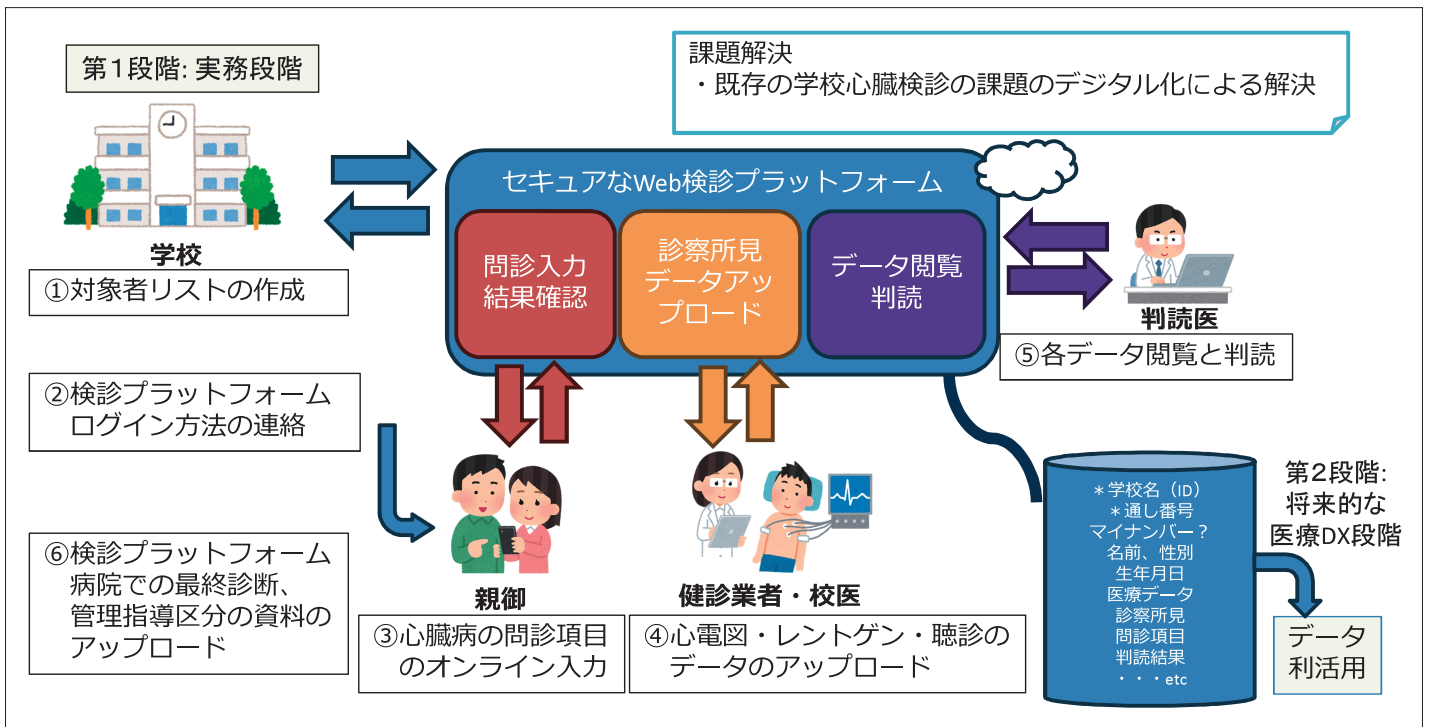 第１段階: 実務段階
課題解決
・既存の学校心臓検診の課題のデジタル化による解決
セキュアなWeb検診プラットフォーム
問診入力
結果確認
診察所見
データアッ
プロード
データ閲覧
判読
学校
①対象者リストの作成
判読医
⑤各データ閲覧と判読
②検診プラットフォーム
ログイン方法の連絡
⑥検診プラットフォーム
病院での最終診断、
管理指導区分の資料の
アップロード
親御
③心臓病の問診項目
のオンライン入力
健診業者・校医
④心電図・レントゲン・聴診の
データのアップロード
＊学校名（ID）
＊通し番号
マイナンバー？
名前、性別
生年月日
医療データ
診察所見
問診項目
判読結果
・・・etc
第２段階:
将来的な
医療DX段階
データ
利活用